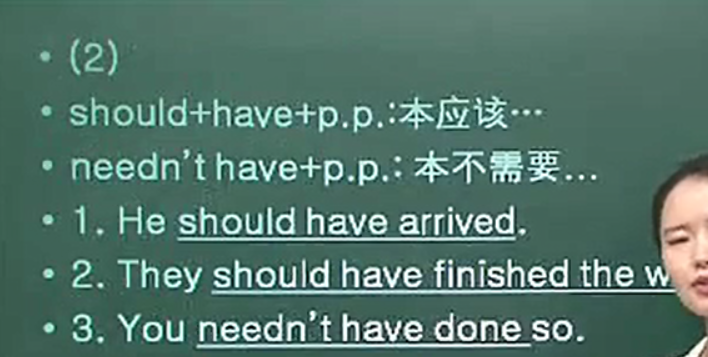 • (2)
• should+have+p.p.:本应该…
• needn't have+p.p.: 本不需要...
• 1. He should have arrived.
• 2. They should have finished the
• 3. You needn't have done so.